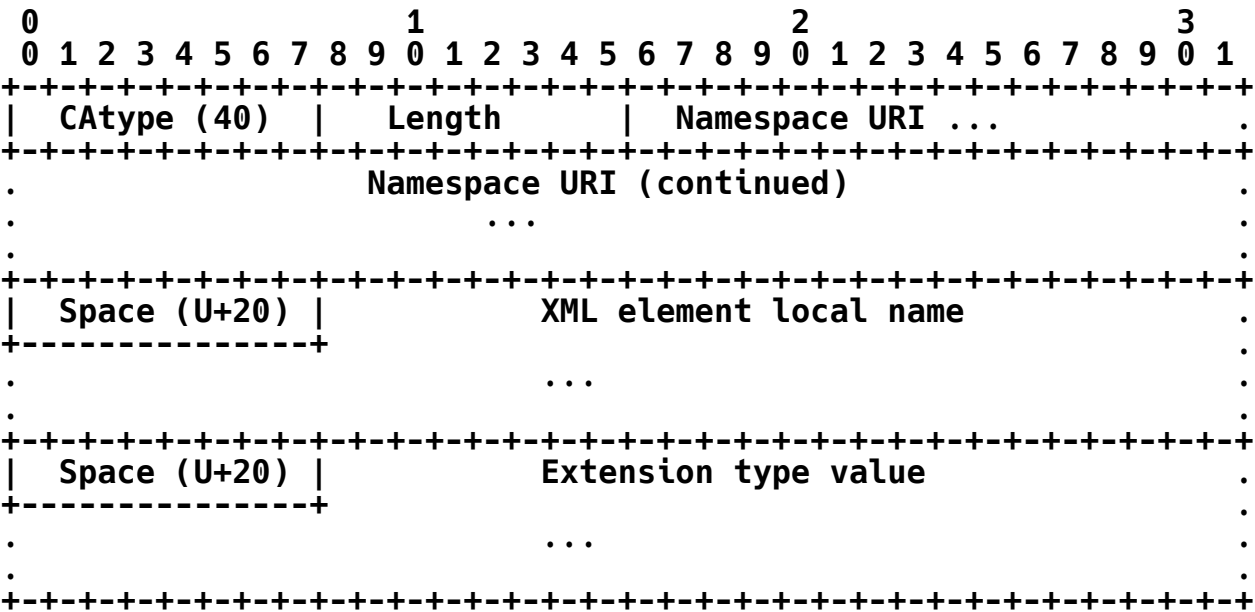 0                   1                   2                   3
 0 1 2 3 4 5 6 7 8 9 0 1 2 3 4 5 6 7 8 9 0 1 2 3 4 5 6 7 8 9 0 1
+-+-+-+-+-+-+-+-+-+-+-+-+-+-+-+-+-+-+-+-+-+-+-+-+-+-+-+-+-+-+-+-+
|  CAtype (40)  |   Length      |  Namespace URI ...            .
+-+-+-+-+-+-+-+-+-+-+-+-+-+-+-+-+-+-+-+-+-+-+-+-+-+-+-+-+-+-+-+-+
.                  Namespace URI (continued)                    .
.                        ...                                    .
.                                                               .
+-+-+-+-+-+-+-+-+-+-+-+-+-+-+-+-+-+-+-+-+-+-+-+-+-+-+-+-+-+-+-+-+
|  Space (U+20) |           XML element local name              .
+---------------+                                               .
.                           ...                                 .
.                                                               .
+-+-+-+-+-+-+-+-+-+-+-+-+-+-+-+-+-+-+-+-+-+-+-+-+-+-+-+-+-+-+-+-+
|  Space (U+20) |           Extension type value                .
+---------------+                                               .
.                           ...                                 .
.                                                               .
+-+-+-+-+-+-+-+-+-+-+-+-+-+-+-+-+-+-+-+-+-+-+-+-+-+-+-+-+-+-+-+-+